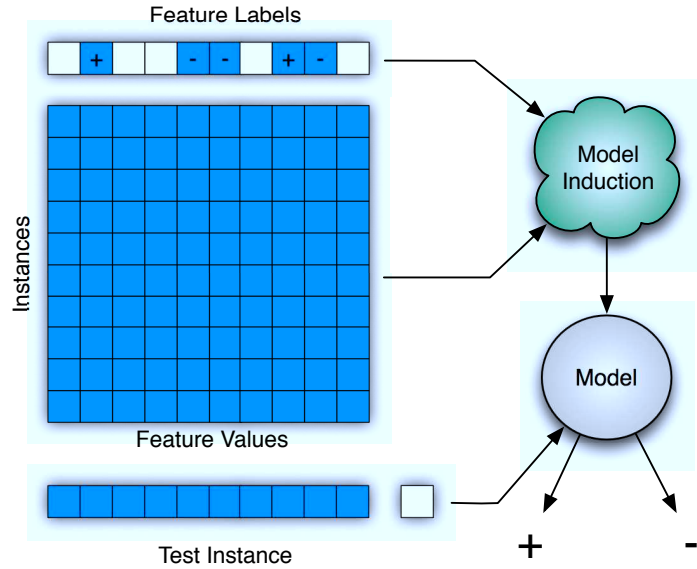 Feature Labels
+ - - + -
Instances
Feature Values
Model
Induction
Model
+ -
Test Instance